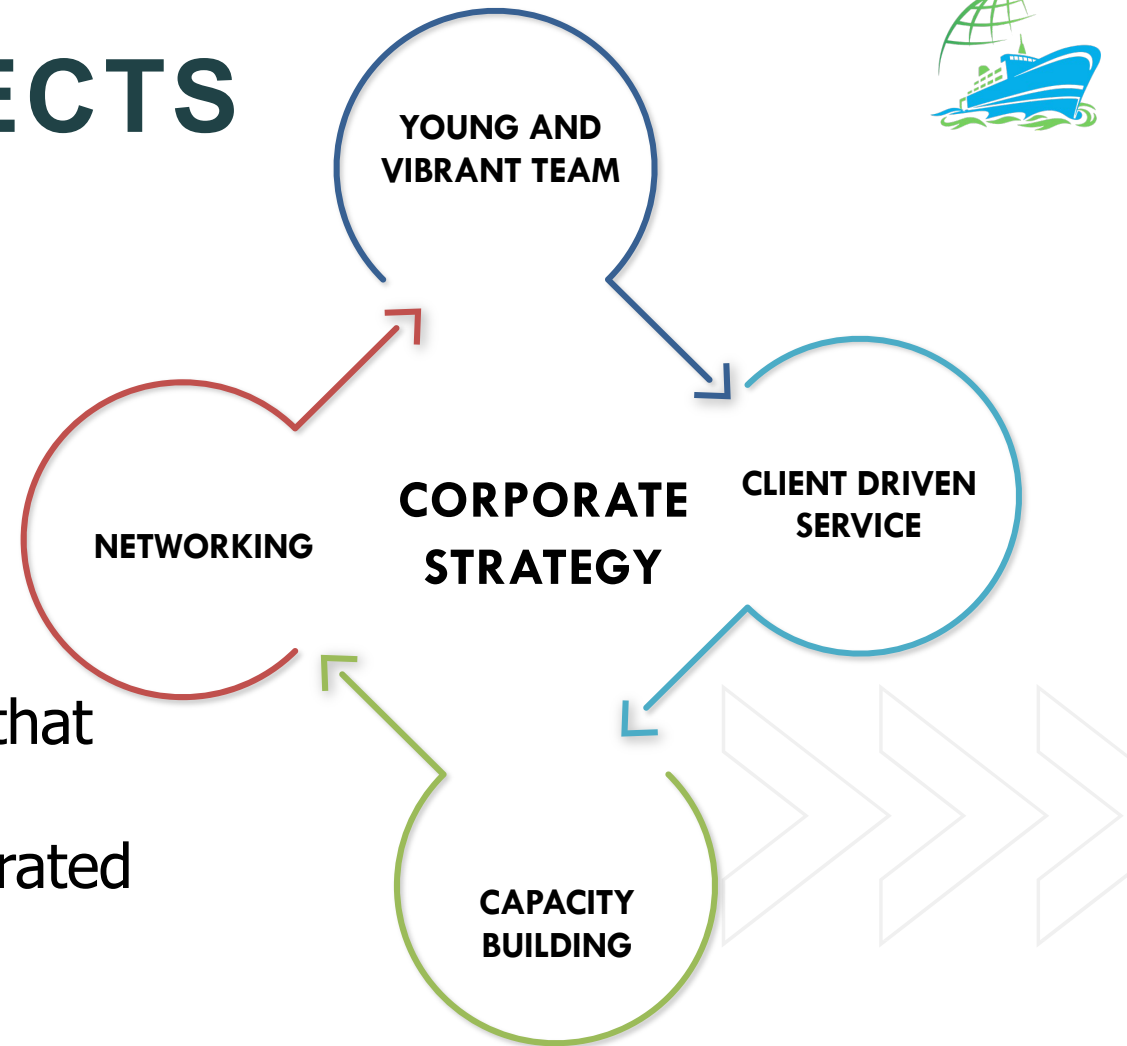 ECTS
YOUNG AND
VIBRANT TEAM
CLIENT DRIVEN
SERVICE
CORPORATE
STRATEGY
NETWORKING
that
rated
CAPACITY
BUILDING